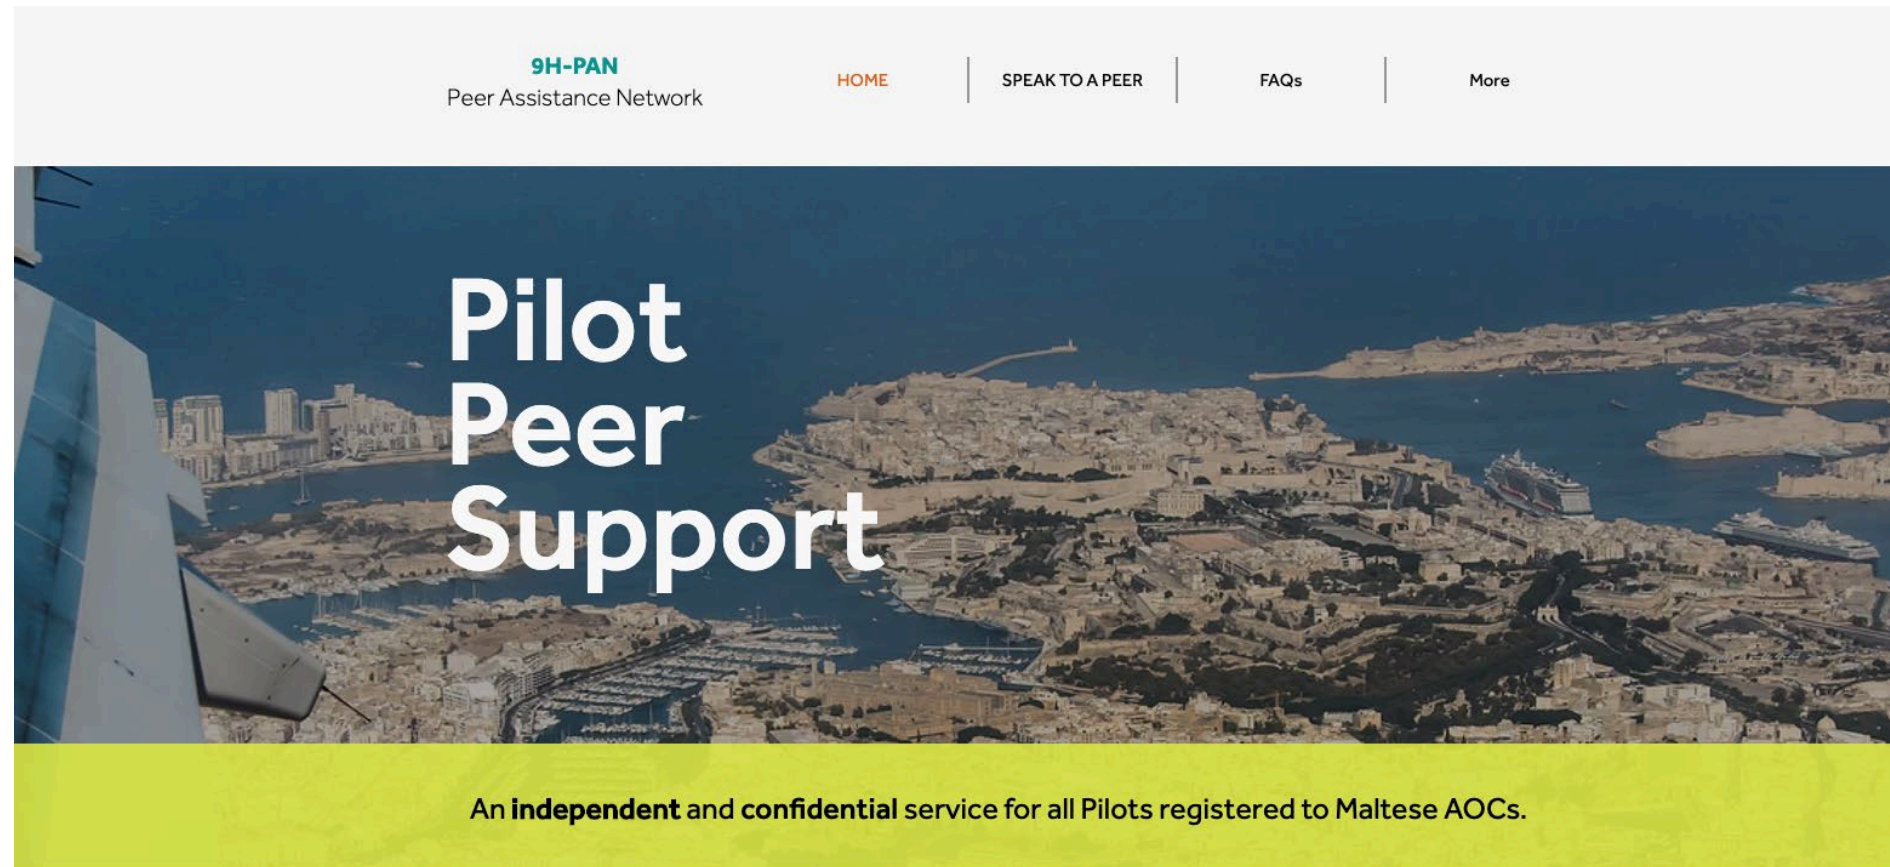 9H-PAN
Peer Assistance Network
HOME
SPEAK TO A PEER
FAQs
More
Pilot
Peer
Support
An independent and confidential service for all Pilots registered to Maltese AOCs.